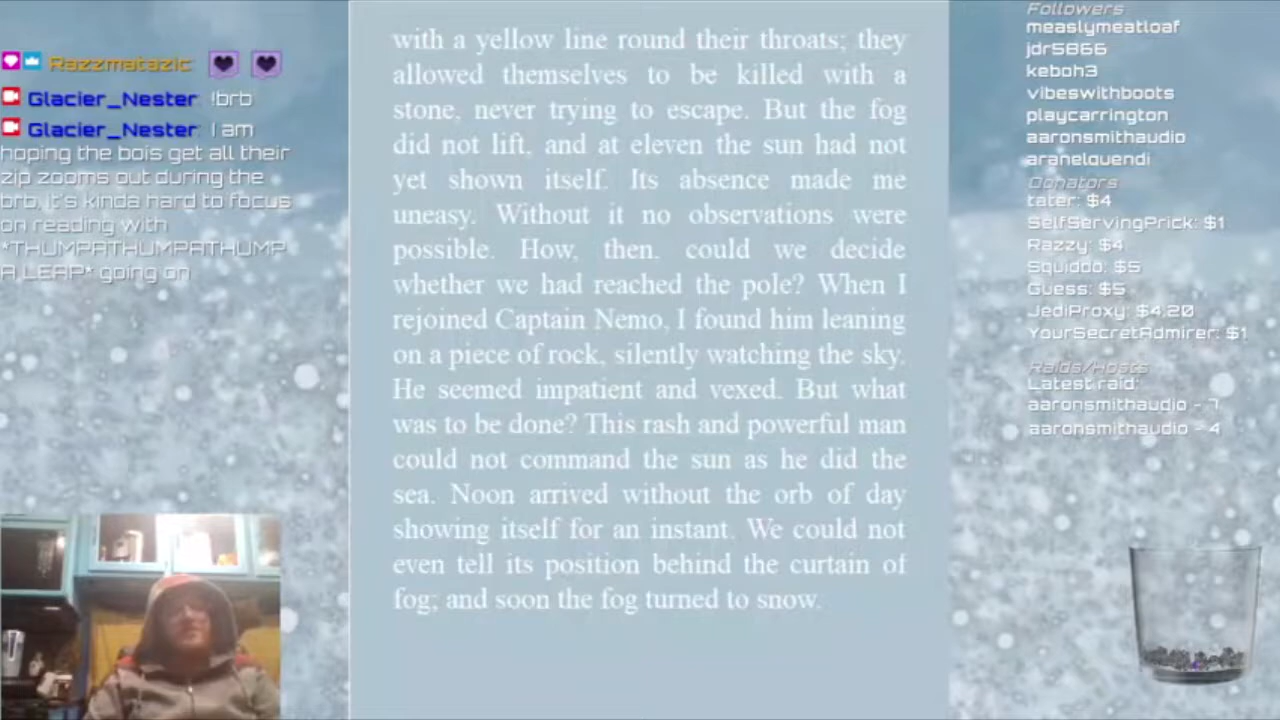 Razzmatazic
Glacier_Nester: !brb
Glacier_Nester: I am
hoping the bois get all their
zip zooms out during the
brb, it's kinda hard to focus
on reading with
*THUMPATHUMPATHUMP
A LEAP* going on
with a yellow line round their throats; they
allowed themselves to be killed with a
stone, never trying to escape. But the fog
did not lift, and at eleven the sun had not
yet shown itself. Its absence made me
uneasy. Without it no observations were
possible. How, then, could we decide
whether we had reached the pole? When I
rejoined Captain Nemo, I found him leaning
on a piece of rock, silently watching the sky.
He seemed impatient and vexed. But what
was to be done? This rash and powerful man
could not command the sun as he did the
sea. Noon arrived without the orb of day
showing itself for an instant. We could not
even tell its position behind the curtain of
fog; and soon the fog turned to snow.
Followers
measlymeatloaf
jdr5866
keboh3
vibeswithboots
playcarrington
aaronsmithaudio
aranelquendi
Donators
tater: $4
SelfServingPrick: $1
Razzy: $4
Squidoo: $5
Guess: $5
JediProxy: $4.20
YourSecretAdmirer: $1
Raids/Hosts
Latest raid:
aaronsmithaudio - 7
aaronsmithaudio - 4